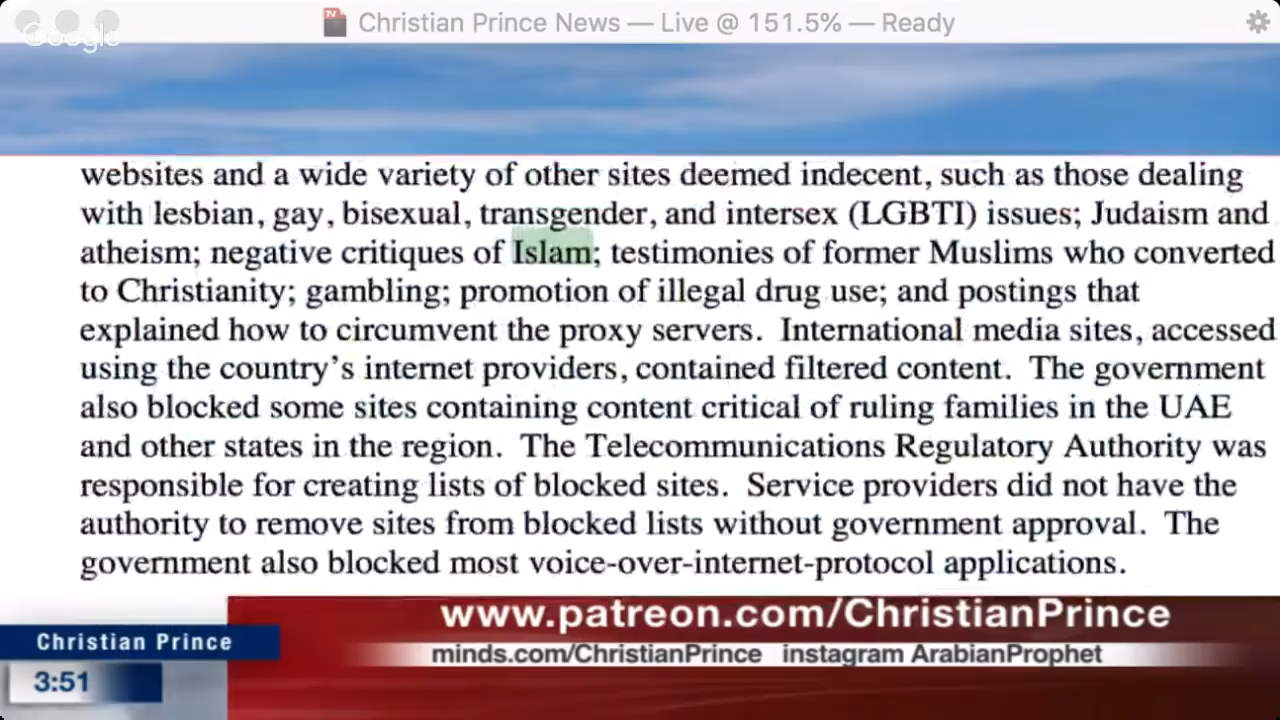 Christian Prince News — Live @ 151.5% — Ready
Google
websites and a wide variety of other sites deemed indecent, such as those dealing
with lesbian, gay, bisexual, transgender, and intersex (LGBTI) issues; Judaism and
atheism; negative critiques of Islam; testimonies of former Muslims who converted
to Christianity; gambling; promotion of illegal drug use; and postings that
explained how to circumvent the proxy servers. International media sites, accessed
using the country's internet providers, contained filtered content. The government
also blocked some sites containing content critical of ruling families in the UAE
and other states in the region. The Telecommunications Regulatory Authority was
responsible for creating lists of blocked sites. Service providers did not have the
authority to remove sites from blocked lists without government approval. The
government also blocked most voice-over-internet-protocol applications.
www.patreon.com/ChristianPrince
Christian Prince
minds.com/ChristianPrince instagram ArabianProphet
3:51